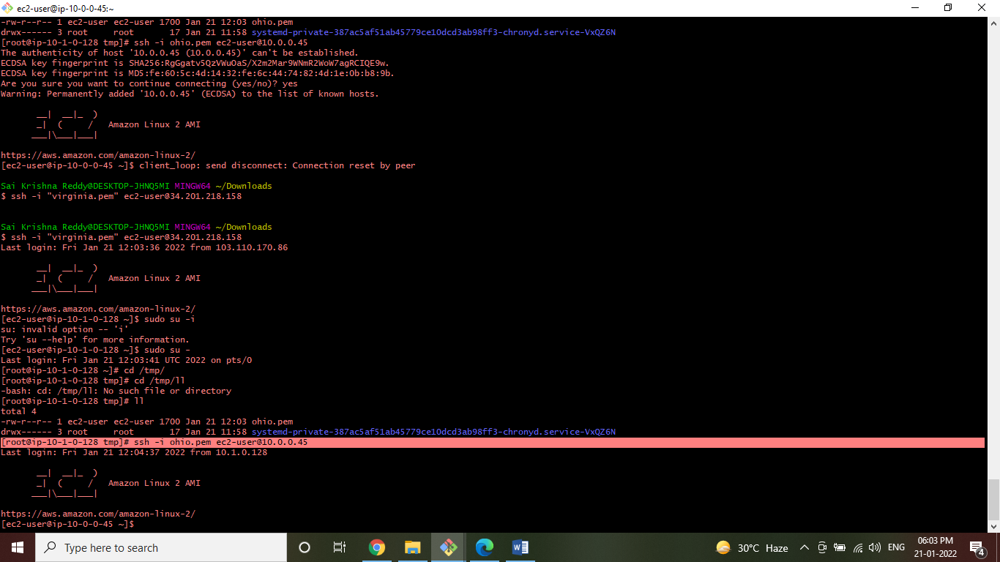 ec2-user@ip-10-0-0-45:~
-rw-r--r-- 1 ec2-user ec2-user 1700 Jan 21 12:03 ohio.pem
drwx------ 3 root     root       17 Jan 21 11:58 systemd-private-387ac5af51ab45779ce10dcd3ab98ff3-chronyd.service-VxQZ6N
[root@ip-10-1-0-128 tmp]# ssh -i ohio.pem ec2-user@10.0.0.45
The authenticity of host '10.0.0.45 (10.0.0.45)' can't be established.
ECDSA key fingerprint is SHA256:RgGgatv5QzVWuOaS/X2m2Mar9WNmR2WoW7agRCIQE9w.
ECDSA key fingerprint is MD5:fe:60:5c:4d:14:32:fe:6c:44:74:82:4d:1e:0b:b8:9b.
Are you sure you want to continue connecting (yes/no)? yes
Warning: Permanently added '10.0.0.45' (ECDSA) to the list of known hosts.
       __|  __|_  )
       _|  (     /   Amazon Linux 2 AMI
      ___|\___|___|
https://aws.amazon.com/amazon-linux-2/
[ec2-user@ip-10-0-0-45 ~]$ client_loop: send disconnect: Connection reset by peer
Sai Krishna Reddy@DESKTOP-JHNQ5MI MINGW64 ~/Downloads
$ ssh -i "virginia.pem" ec2-user@34.201.218.158
Sai Krishna Reddy@DESKTOP-JHNQ5MI MINGW64 ~/Downloads
$ ssh -i "virginia.pem" ec2-user@34.201.218.158
Last login: Fri Jan 21 12:03:36 2022 from 103.110.170.86
       __|  __|_  )
       _|  (     /   Amazon Linux 2 AMI
      ___|\___|___|
https://aws.amazon.com/amazon-linux-2/
[ec2-user@ip-10-1-0-128 ~]$ sudo su -i
su: invalid option -- 'i'
Try 'su --help' for more information.
[ec2-user@ip-10-1-0-128 ~]$ sudo su -
Last login: Fri Jan 21 12:03:41 UTC 2022 on pts/0
[root@ip-10-1-0-128 ~]# cd /tmp/
[root@ip-10-1-0-128 tmp]# cd /tmp/ll
-bash: cd: /tmp/ll: No such file or directory
[root@ip-10-1-0-128 tmp]# ll
total 4
-rw-r--r-- 1 ec2-user ec2-user 1700 Jan 21 12:03 ohio.pem
drwx------ 3 root     root       17 Jan 21 11:58 systemd-private-387ac5af51ab45779ce10dcd3ab98ff3-chronyd.service-VxQZ6N
[root@ip-10-1-0-128 tmp]# ssh -i ohio.pem ec2-user@10.0.0.45
Last login: Fri Jan 21 12:04:37 2022 from 10.1.0.128
       __|  __|_  )
       _|  (     /   Amazon Linux 2 AMI
      ___|\___|___|
https://aws.amazon.com/amazon-linux-2/
[ec2-user@ip-10-0-0-45 ~]$
Type here to search
30°C Haze
ENG
06:03 PM
21-01-2022
4